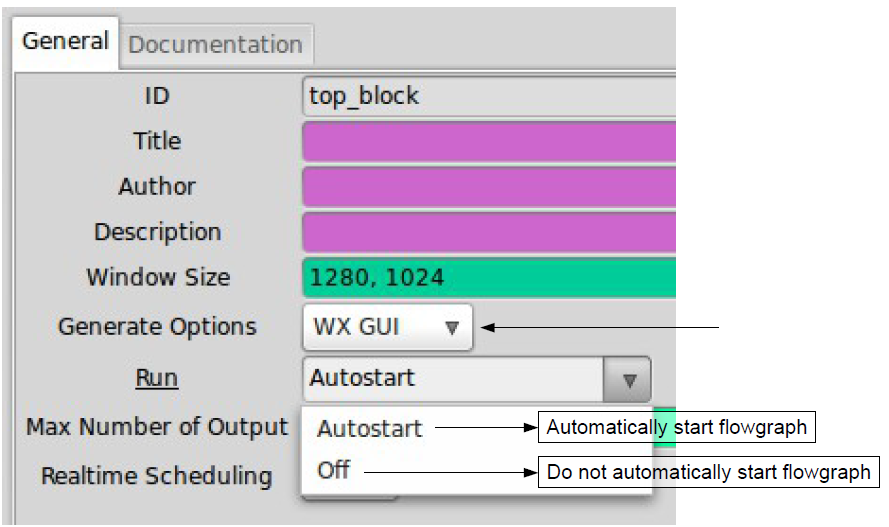 General Documentation
ID top_block
Title
Author
Description
Window Size 1280, 1024
Generate Options WX GUI
Run Autostart
Max Number of Output Autostart Automatically start flowgraph
Realtime Scheduling Off Do not automatically start flowgraph